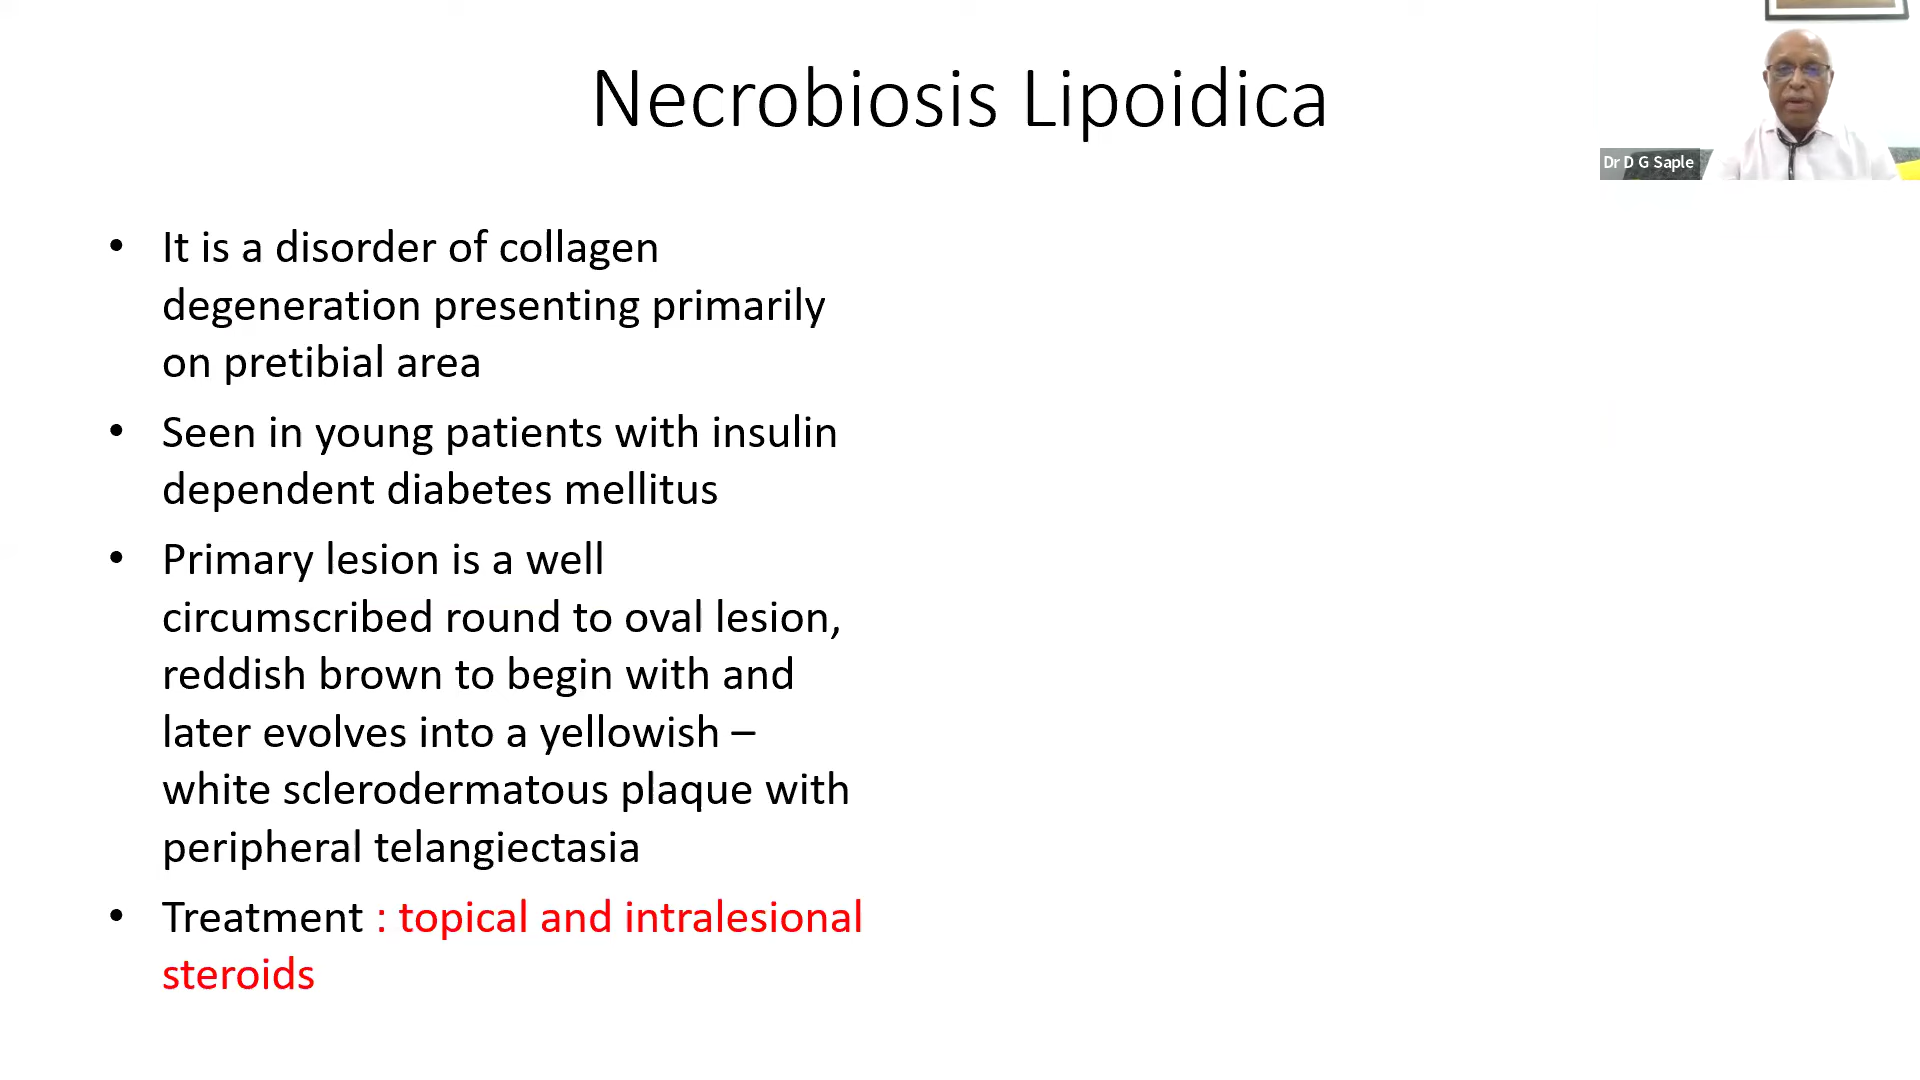 Necrobiosis Lipoidica
Dr D G Saple
• It is a disorder of collagen
degeneration presenting primarily
on pretibial area
• Seen in young patients with insulin
dependent diabetes mellitus
• Primary lesion is a well
circumscribed round to oval lesion,
reddish brown to begin with and
later evolves into a yellowish –
white sclerodermatous plaque with
peripheral telangiectasia
• Treatment : topical and intralesional
steroids